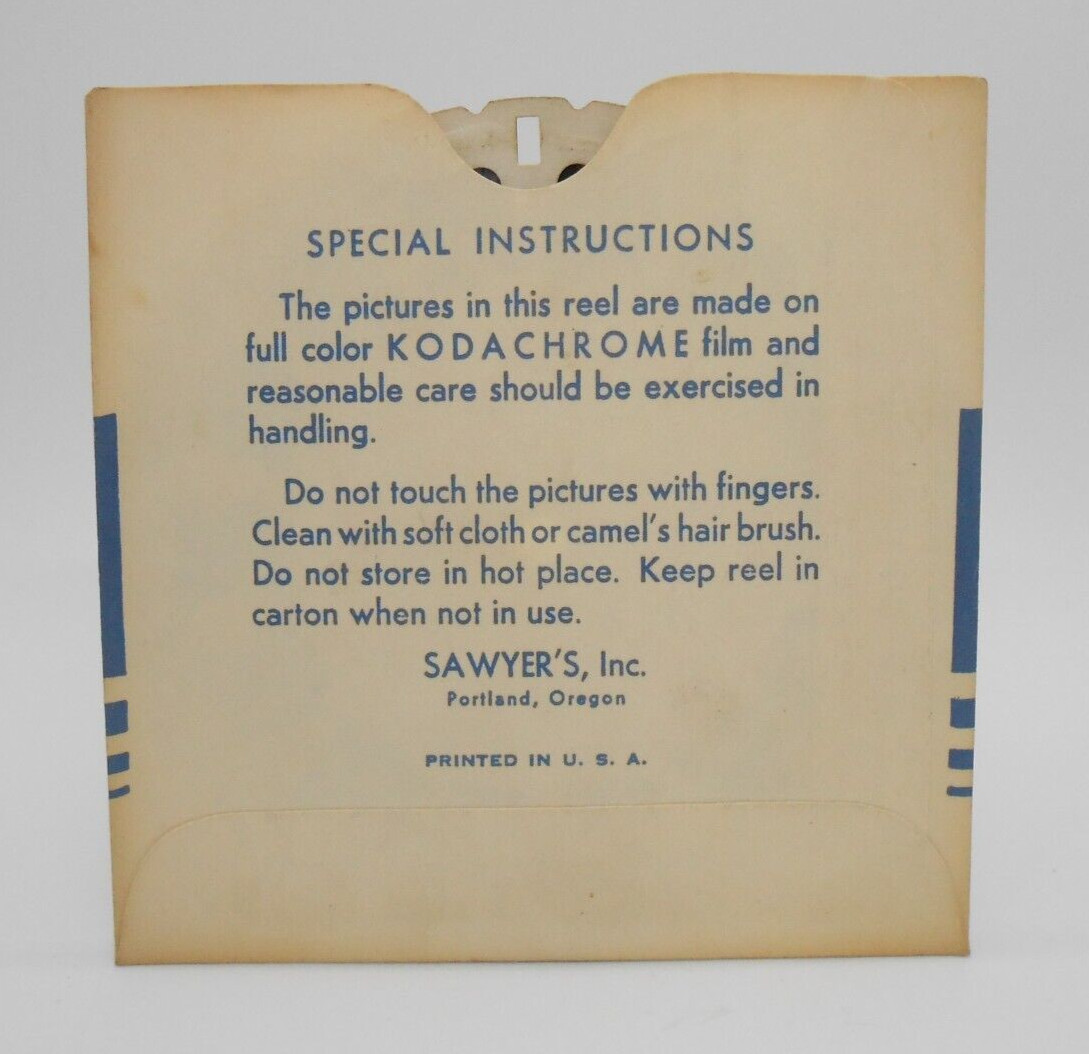 SPECIAL INSTRUCTIONS
The pictures in this reel are made on
full color KODACHROME film and
reasonable care should be exercised in
handling.
Do not touch the pictures with fingers.
Clean with soft cloth or camel's hair brush.
Do not store in hot place. Keep reel in
carton when not in use.
SAWYER'S, Inc.
Portland, Oregon
PRINTED IN U. S. A.